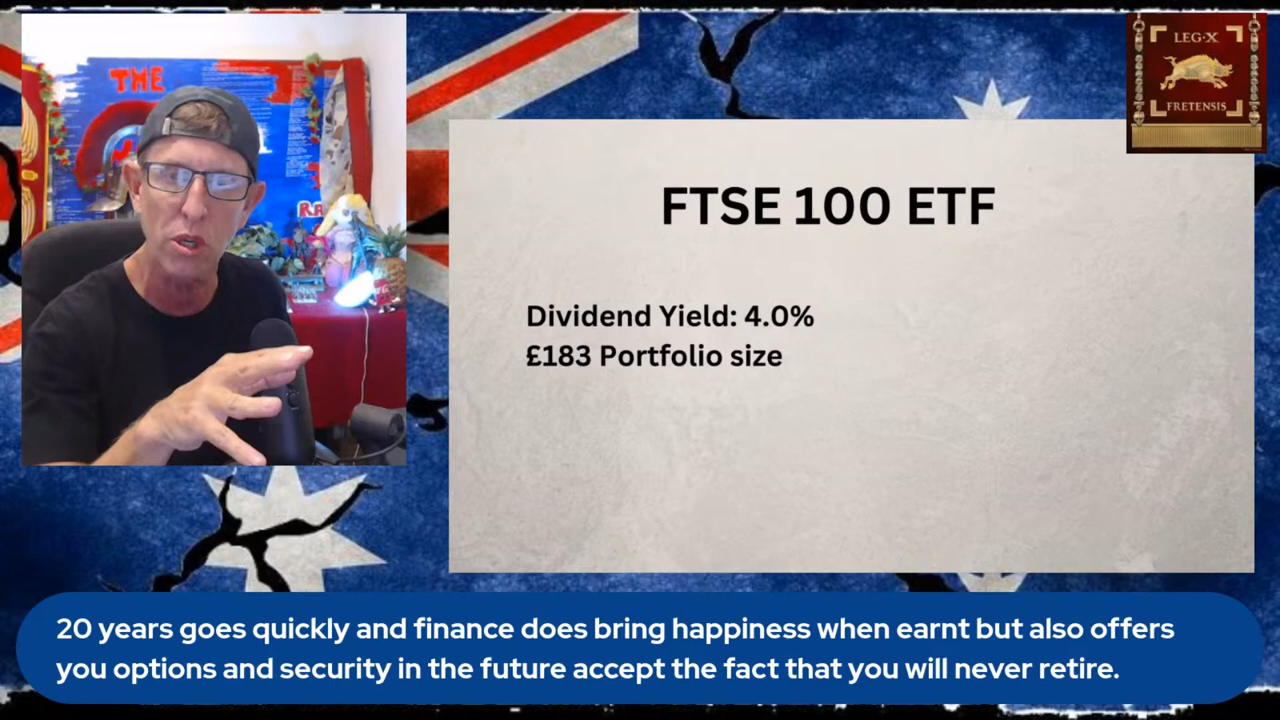 THE
RA
LEG·X
FRETENSIS
FTSE 100 ETF
Dividend Yield: 4.0%
£183 Portfolio size
20 years goes quickly and finance does bring happiness when earnt but also offers
you options and security in the future accept the fact that you will never retire.